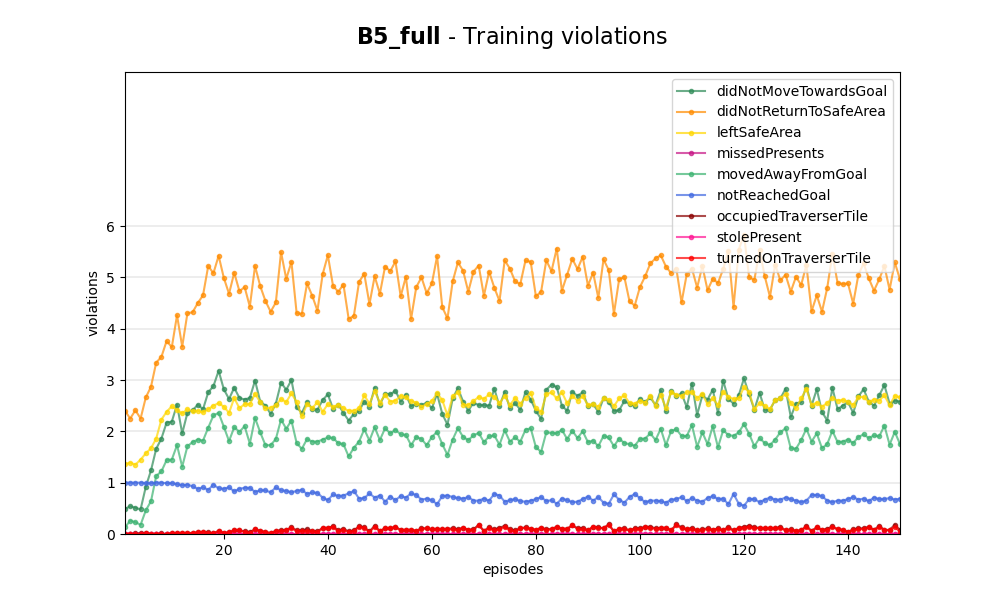 B5_full - Training violations
didNotMoveTowardsGoal
didNotReturnToSafeArea
leftSafeArea
missedPresents
movedAwayFromGoal
notReachedGoal
occupiedTraverserTile
stolePresent
turnedOnTraverserTile
violations
6
5
4
3
2
1
0
20 40 60 80 100 120 140
episodes